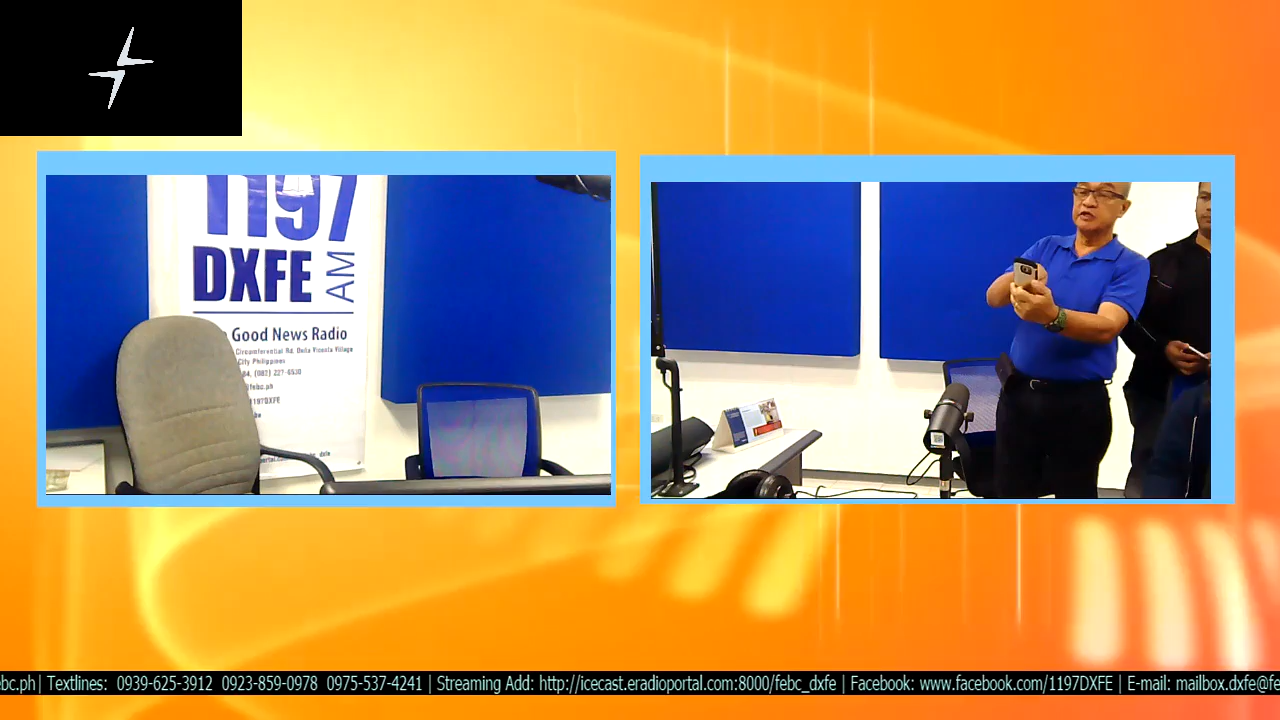 1197
DXFE AM
Good News Radio
Circumferential Rd. Doña Vicenta Village
City Philippines
(082) 221-6530
@febc.ph
1197DXFE
ebc.ph| Textlines: 0939-625-3912 0923-859-0978 0975-537-4241 | Streaming Add: http://icecast.eradioportal.com:8000/febc_dxfe | Facebook: www.facebook.com/1197DXFE | E-mail: mailbox.dxfe@fe